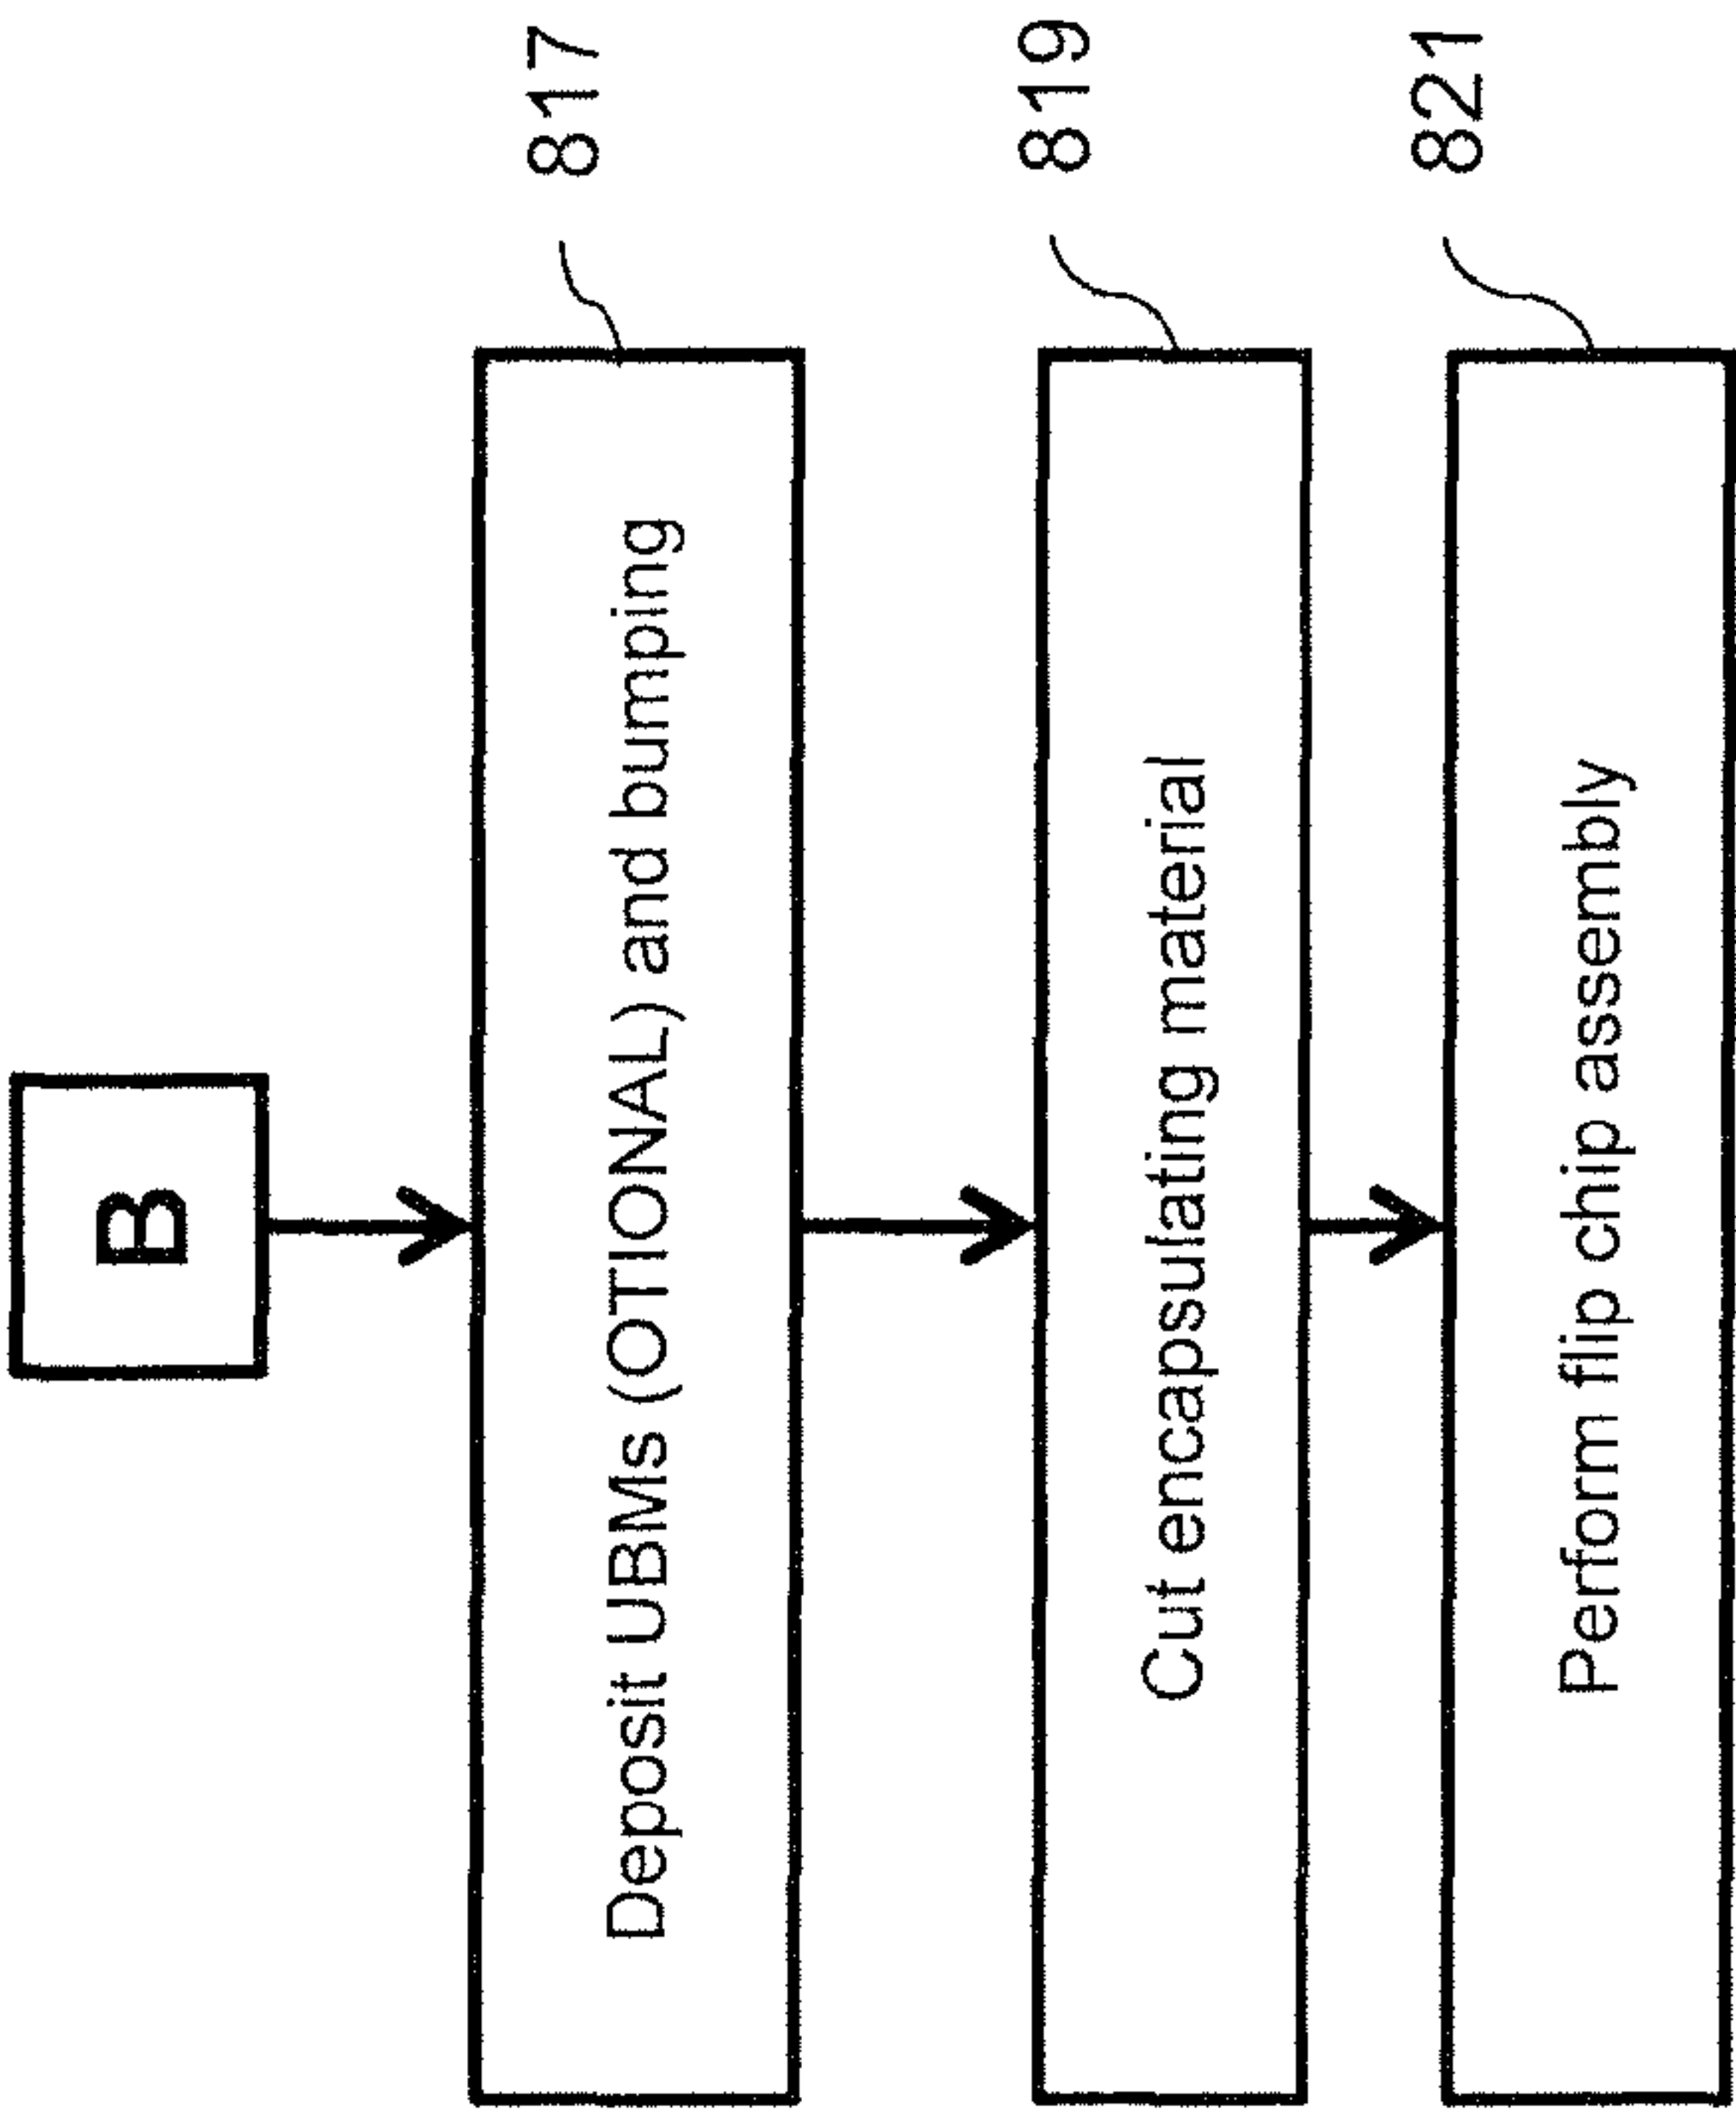 B
Deposit UBMs (OTIONAL) and bumping
817
Cut encapsulating material
819
Perform flip chip assembly
821